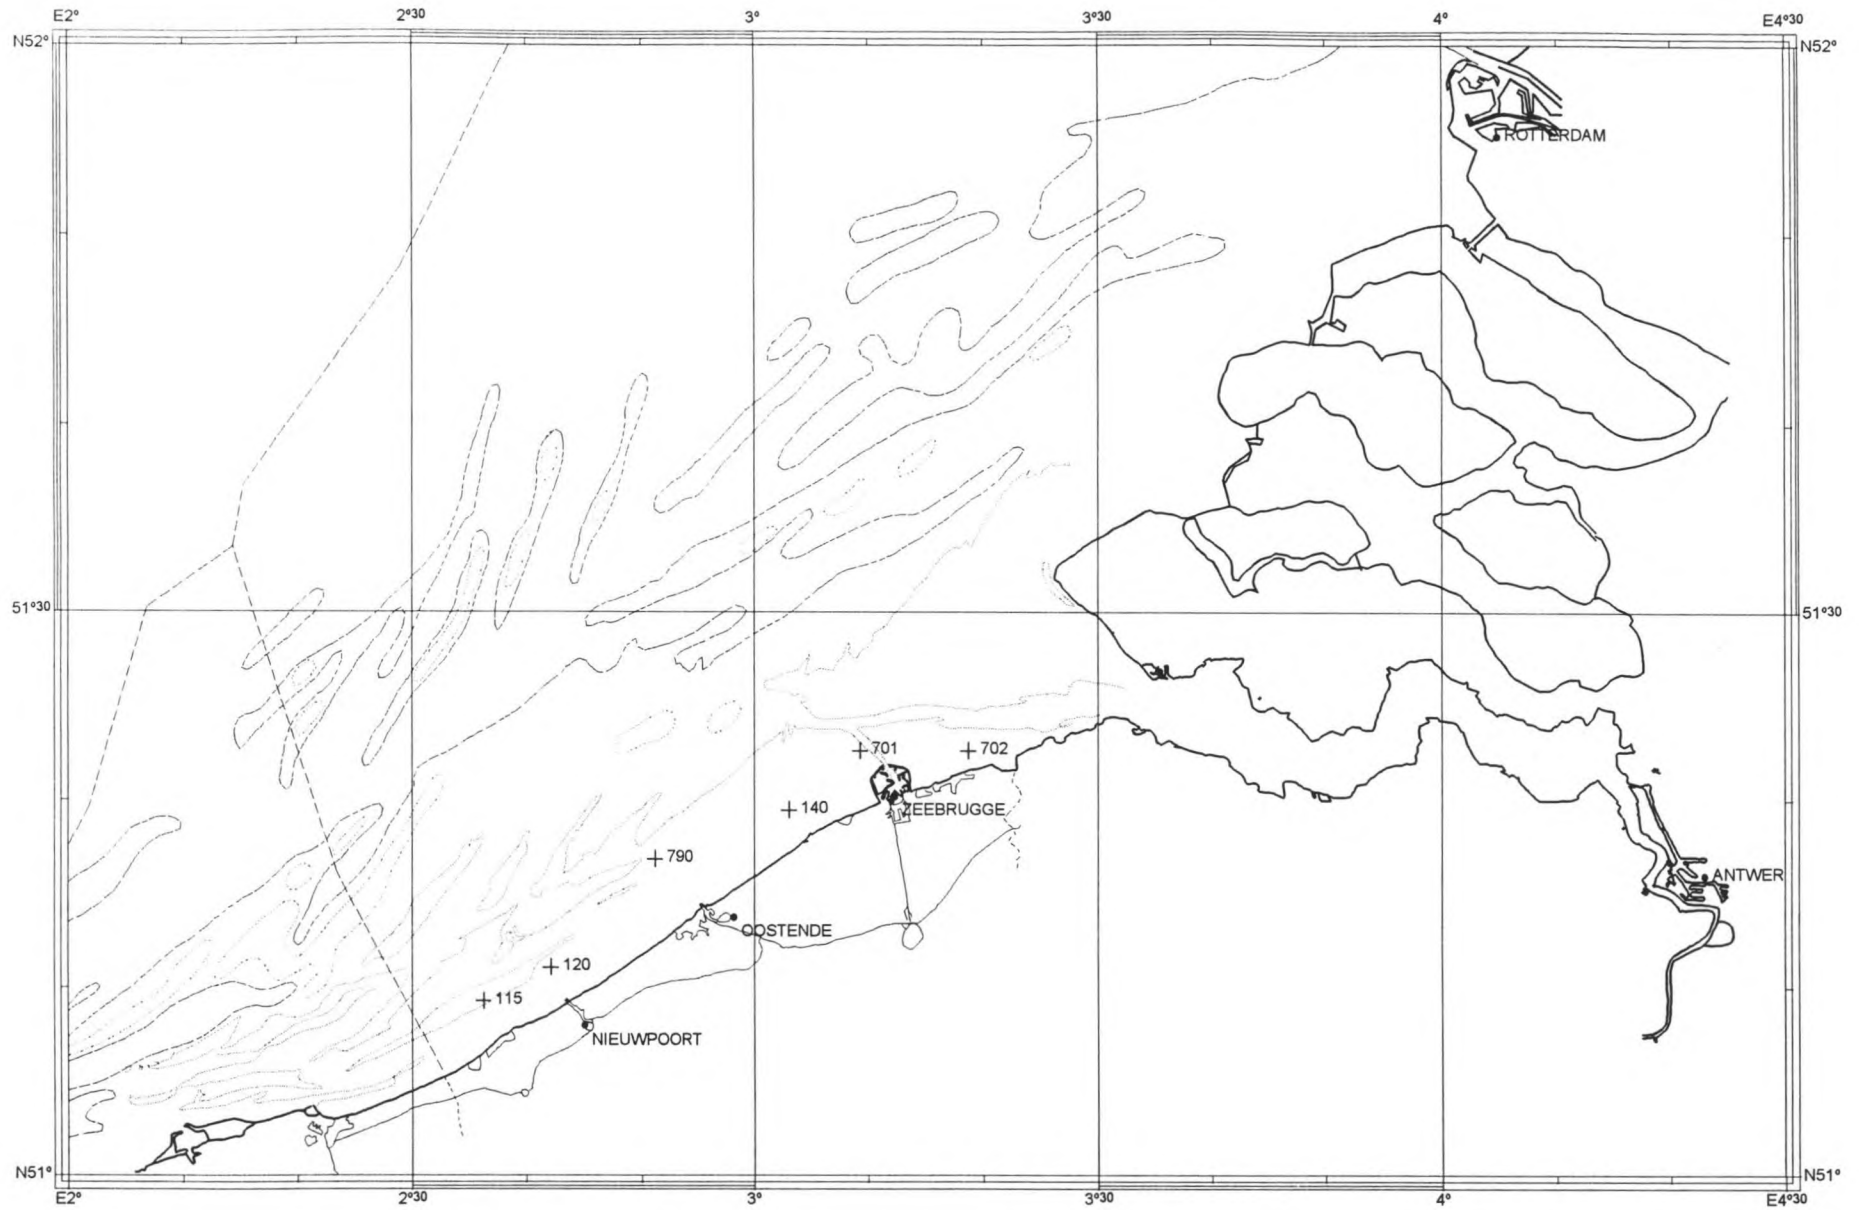 E2° 2°30 3° 3°30 4° E4°30
N52° N52°
ROTTERDAM
51°30 51°30
+701 +702
+140 ZEEBRUGGE
+790
ANTWER
OOSTENDE
+120
+115
NIEUWPOORT
N51° N51°
E2° 2°30 3° 3°30 4° E4°30